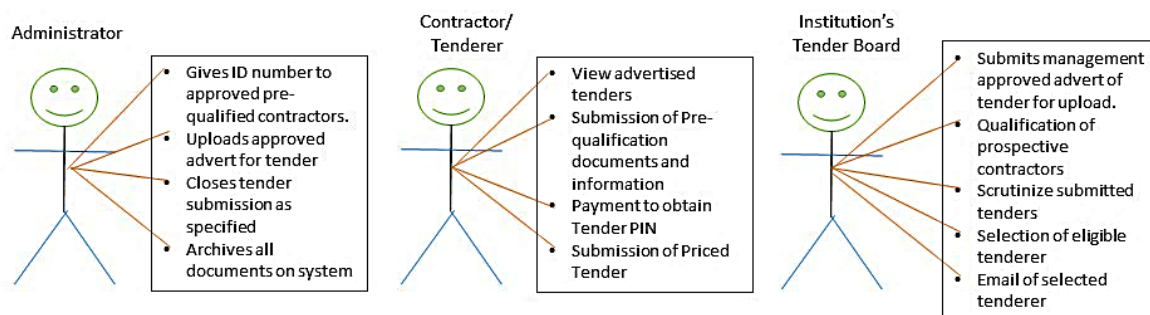 Administrator
• Gives ID number to
approved pre-
qualified contractors.
• Uploads approved
advert for tender
• Closes tender
submission as
specified
• Archives all
documents on system
Contractor/
Tenderer
• View advertised
tenders
• Submission of Pre-
qualification
documents and
information
• Payment to obtain
Tender PIN
• Submission of Priced
Tender
Institution's
Tender Board
• Submits management
approved advert of
tender for upload.
• Qualification of
prospective
contractors
• Scrutinize submitted
tenders
• Selection of eligible
tenderer
• Email of selected
tenderer